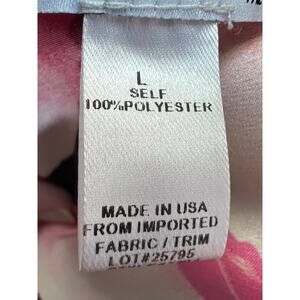 L
SELF
100%POLYESTER
MADE IN USA
FROM IMPORTED
FABRIC/TRIM
LOT#25795